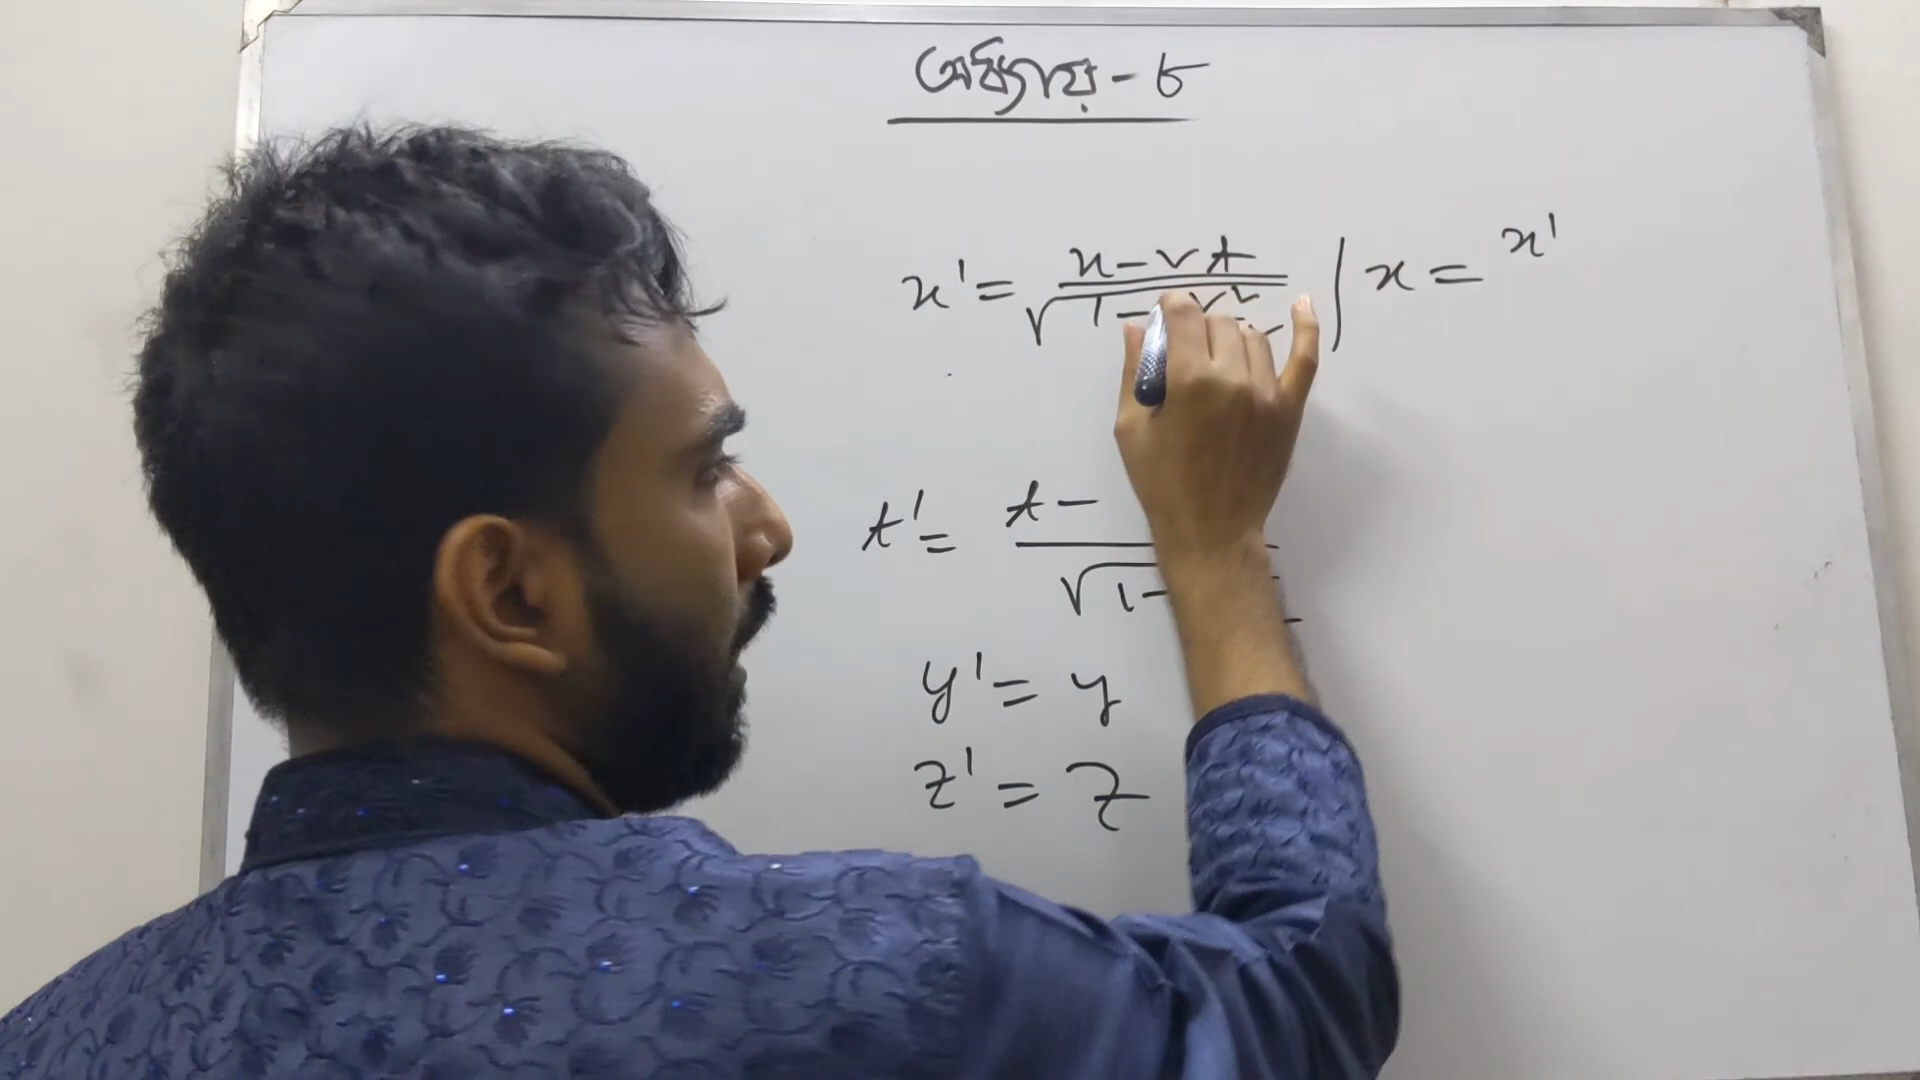 অধ্যায় - ৮
x' = x - vt / √1 - v² | x = x'
t' = t - / √1 -
y' = y
z' = z